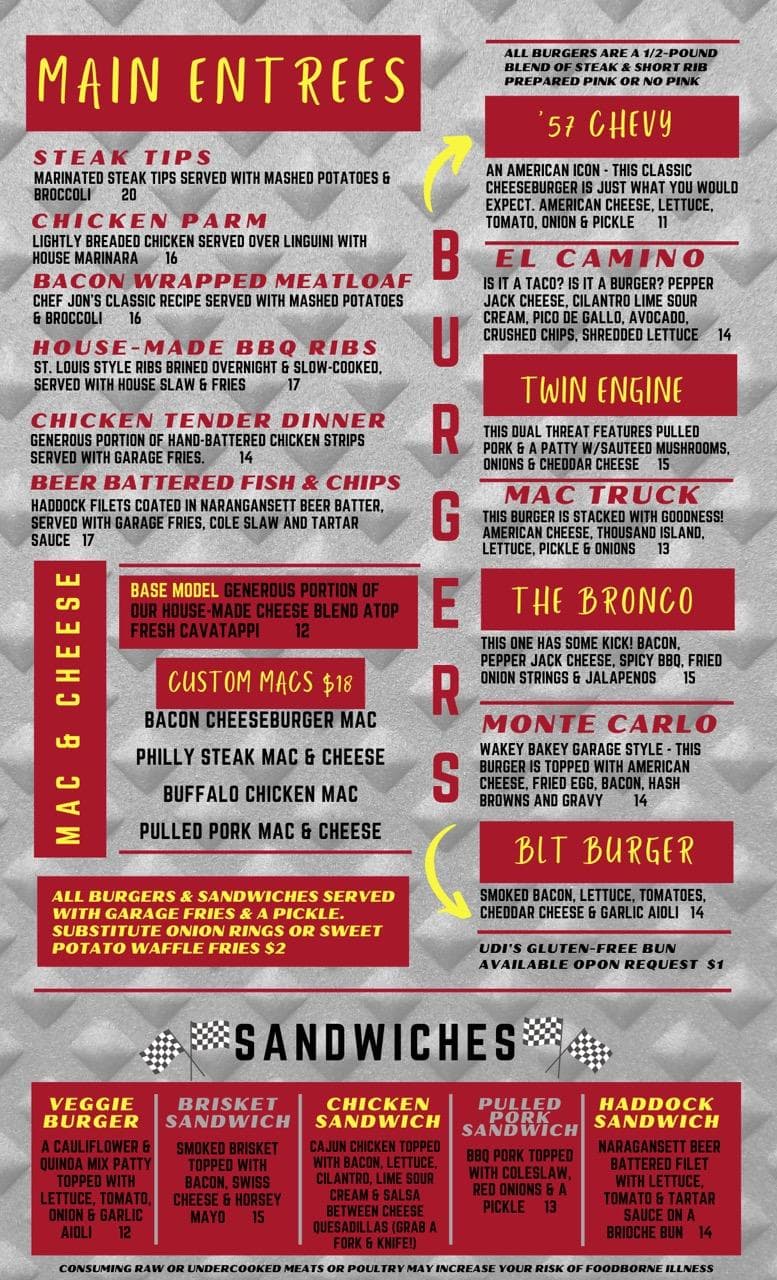 MAIN ENTREES
STEAK TIPS
MARINATED STEAK TIPS SERVED WITH MASHED POTATOES &
BROCCOLI 20
CHICKEN PARM
LIGHTLY BREADED CHICKEN SERVED OVER LINGUINI WITH
HOUSE MARINARA 16
BACON WRAPPED MEATLOAF
CHEF JON'S CLASSIC RECIPE SERVED WITH MASHED POTATOES
& BROCCOLI 16
HOUSE-MADE BBQ RIBS
ST. LOUIS STYLE RIBS BRINED OVERNIGHT & SLOW-COOKED,
SERVED WITH HOUSE SLAW & FRIES 17
CHICKEN TENDER DINNER
GENEROUS PORTION OF HAND-BATTERED CHICKEN STRIPS
SERVED WITH GARAGE FRIES. 14
BEER BATTERED FISH & CHIPS
HADDOCK FILETS COATED IN NARANGANSETT BEER BATTER,
SERVED WITH GARAGE FRIES, COLE SLAW AND TARTAR
SAUCE 17
MAC & CHEESE
BASE MODEL GENEROUS PORTION OF
OUR HOUSE-MADE CHEESE BLEND ATOP
FRESH CAVATAPPI 12
CUSTOM MACS $18
BACON CHEESEBURGER MAC
PHILLY STEAK MAC & CHEESE
BUFFALO CHICKEN MAC
PULLED PORK MAC & CHEESE
ALL BURGERS & SANDWICHES SERVED
WITH GARAGE FRIES & A PICKLE.
SUBSTITUTE ONION RINGS OR SWEET
POTATO WAFFLE FRIES $2
BURGERS
ALL BURGERS ARE A 1/2-POUND
BLEND OF STEAK & SHORT RIB
PREPARED PINK OR NO PINK
'57 CHEVY
AN AMERICAN ICON - THIS CLASSIC
CHEESEBURGER IS JUST WHAT YOU WOULD
EXPECT. AMERICAN CHEESE, LETTUCE,
TOMATO, ONION & PICKLE 11
EL CAMINO
IS IT A TACO? IS IT A BURGER? PEPPER
JACK CHEESE, CILANTRO LIME SOUR
CREAM, PICO DE GALLO, AVOCADO,
CRUSHED CHIPS, SHREDDED LETTUCE 14
TWIN ENGINE
THIS DUAL THREAT FEATURES PULLED
PORK & A PATTY W/SAUTEED MUSHROOMS,
ONIONS & CHEDDAR CHEESE 15
MAC TRUCK
THIS BURGER IS STACKED WITH GOODNESS!
AMERICAN CHEESE, THOUSAND ISLAND,
LETTUCE, PICKLE & ONIONS 13
THE BRONCO
THIS ONE HAS SOME KICK! BACON,
PEPPER JACK CHEESE, SPICY BBQ, FRIED
ONION STRINGS & JALAPENOS 15
MONTE CARLO
WAKEY BAKEY GARAGE STYLE - THIS
BURGER IS TOPPED WITH AMERICAN
CHEESE, FRIED EGG, BACON, HASH
BROWNS AND GRAVY 14
BLT BURGER
SMOKED BACON, LETTUCE, TOMATOES,
CHEDDAR CHEESE & GARLIC AIOLI 14
UDI'S GLUTEN-FREE BUN
AVAILABLE OPON REQUEST $1
SANDWICHES
VEGGIE
BURGER
A CAULIFLOWER &
QUINOA MIX PATTY
TOPPED WITH
LETTUCE, TOMATO,
ONION & GARLIC
AIOLI 12
BRISKET
SANDWICH
SMOKED BRISKET
TOPPED WITH
BACON, SWISS
CHEESE & HORSEY
MAYO 15
CHICKEN
SANDWICH
CAJUN CHICKEN TOPPED
WITH BACON, LETTUCE,
CILANTRO, LIME SOUR
CREAM & SALSA
BETWEEN CHEESE
QUESADILLAS (GRAB A
FORK & KNIFE!)
PULLED
PORK
SANDWICH
BBQ PORK TOPPED
WITH COLESLAW,
RED ONIONS & A
PICKLE 13
HADDOCK
SANDWICH
NARAGANSETT BEER
BATTERED FILET
WITH LETTUCE,
TOMATO & TARTAR
SAUCE ON A
BRIOCHE BUN 14
CONSUMING RAW OR UNDERCOOKED MEATS OR POULTRY MAY INCREASE YOUR RISK OF FOODBORNE ILLNESS